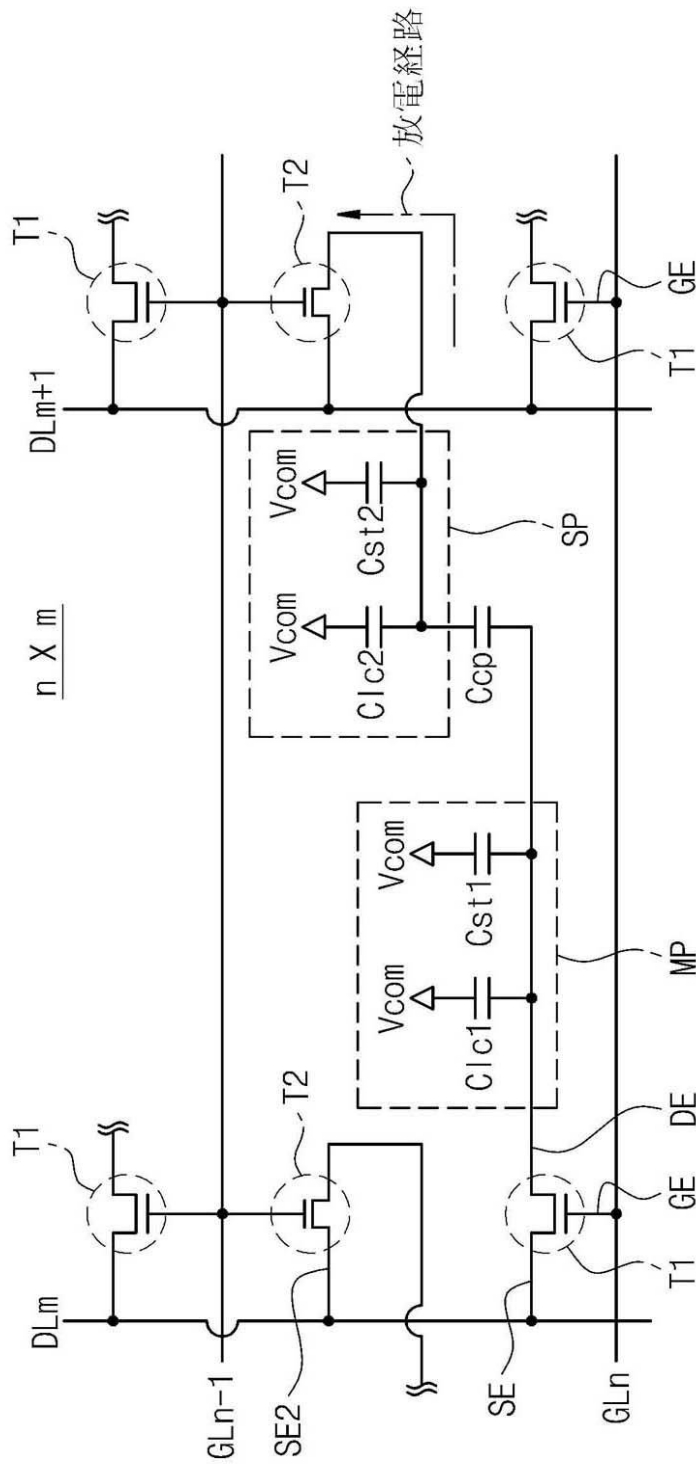 n X m
DLm
DLm+1
T1
T1
GLn-1
T2
T2
SE2
Vcom
Vcom
Clc2
Cst2
SP
放電経路
Ccp
Vcom
Vcom
Clc1
Cst1
MP
SE
DE
GE
GE
T1
T1
GLn